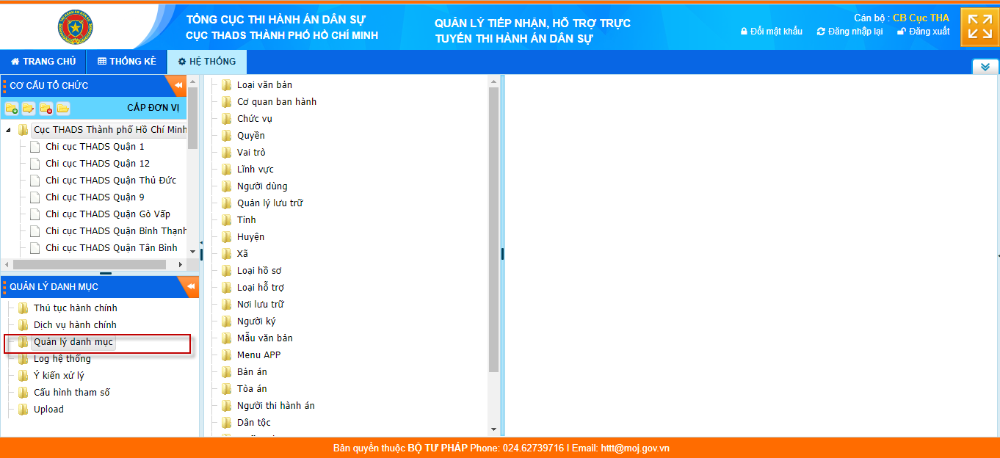 TỔNG CỤC THI HÀNH ÁN DÂN SỰ
CỤC THADS THÀNH PHỐ HỒ CHÍ MINH
QUẢN LÝ TIẾP NHẬN, HỖ TRỢ TRỰC
TUYẾN THI HÀNH ÁN DÂN SỰ
Cán bộ : CB Cục THA
Đổi mật khẩu Đăng nhập lại Đăng xuất
TRANG CHỦ THỐNG KÊ HỆ THỐNG
CƠ CẤU TỔ CHỨC
CẤP ĐƠN VỊ
Cục THADS Thành phố Hồ Chí Minh
Chi cục THADS Quận 1
Chi cục THADS Quận 12
Chi cục THADS Quận Thủ Đức
Chi cục THADS Quận 9
Chi cục THADS Quận Gò Vấp
Chi cục THADS Quận Bình Thạnh
Chi cục THADS Quận Tân Bình
QUẢN LÝ DANH MỤC
Thủ tục hành chính
Dịch vụ hành chính
Quản lý danh mục
Log hệ thống
Ý kiến xử lý
Cấu hình tham số
Upload
Loại văn bản
Cơ quan ban hành
Chức vụ
Quyền
Vai trò
Lĩnh vực
Người dùng
Quản lý lưu trữ
Tỉnh
Huyện
Xã
Loại hồ sơ
Loại hỗ trợ
Nơi lưu trữ
Người ký
Mẫu văn bản
Menu APP
Bản án
Tòa án
Người thi hành án
Dân tộc
Bản quyền thuộc BỘ TƯ PHÁP Phone: 024.62739716 I Email: httt@moj.gov.vn